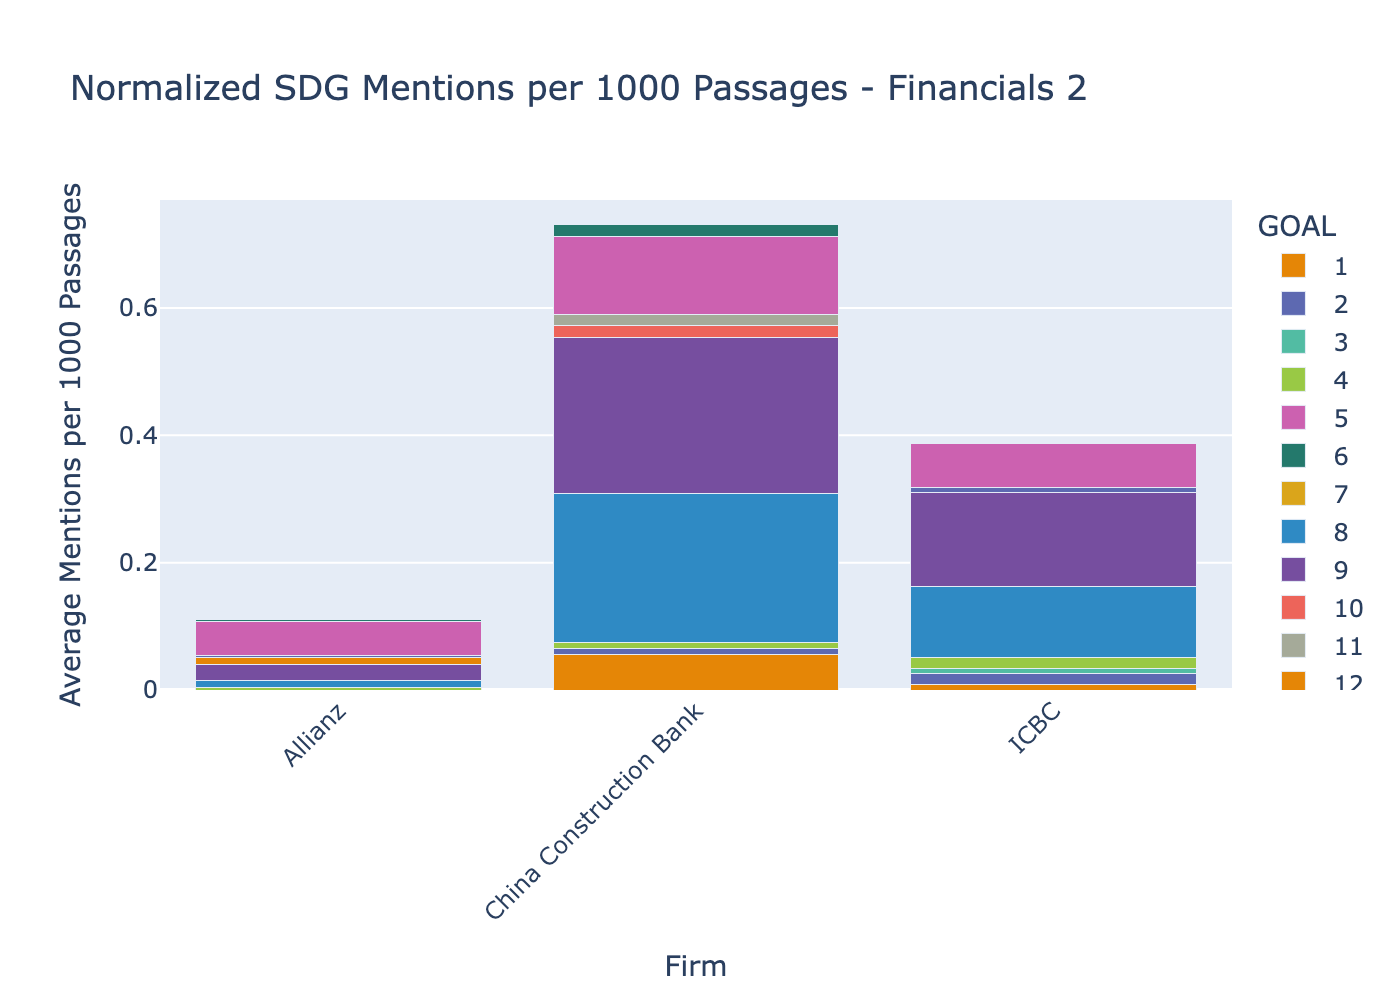 Normalized SDG Mentions per 1000 Passages - Financials 2
Average Mentions per 1000 Passages
0.6
0.4
0.2
0
Allianz
China Construction Bank
ICBC
Firm
GOAL
1
2
3
4
5
6
7
8
9
10
11
12